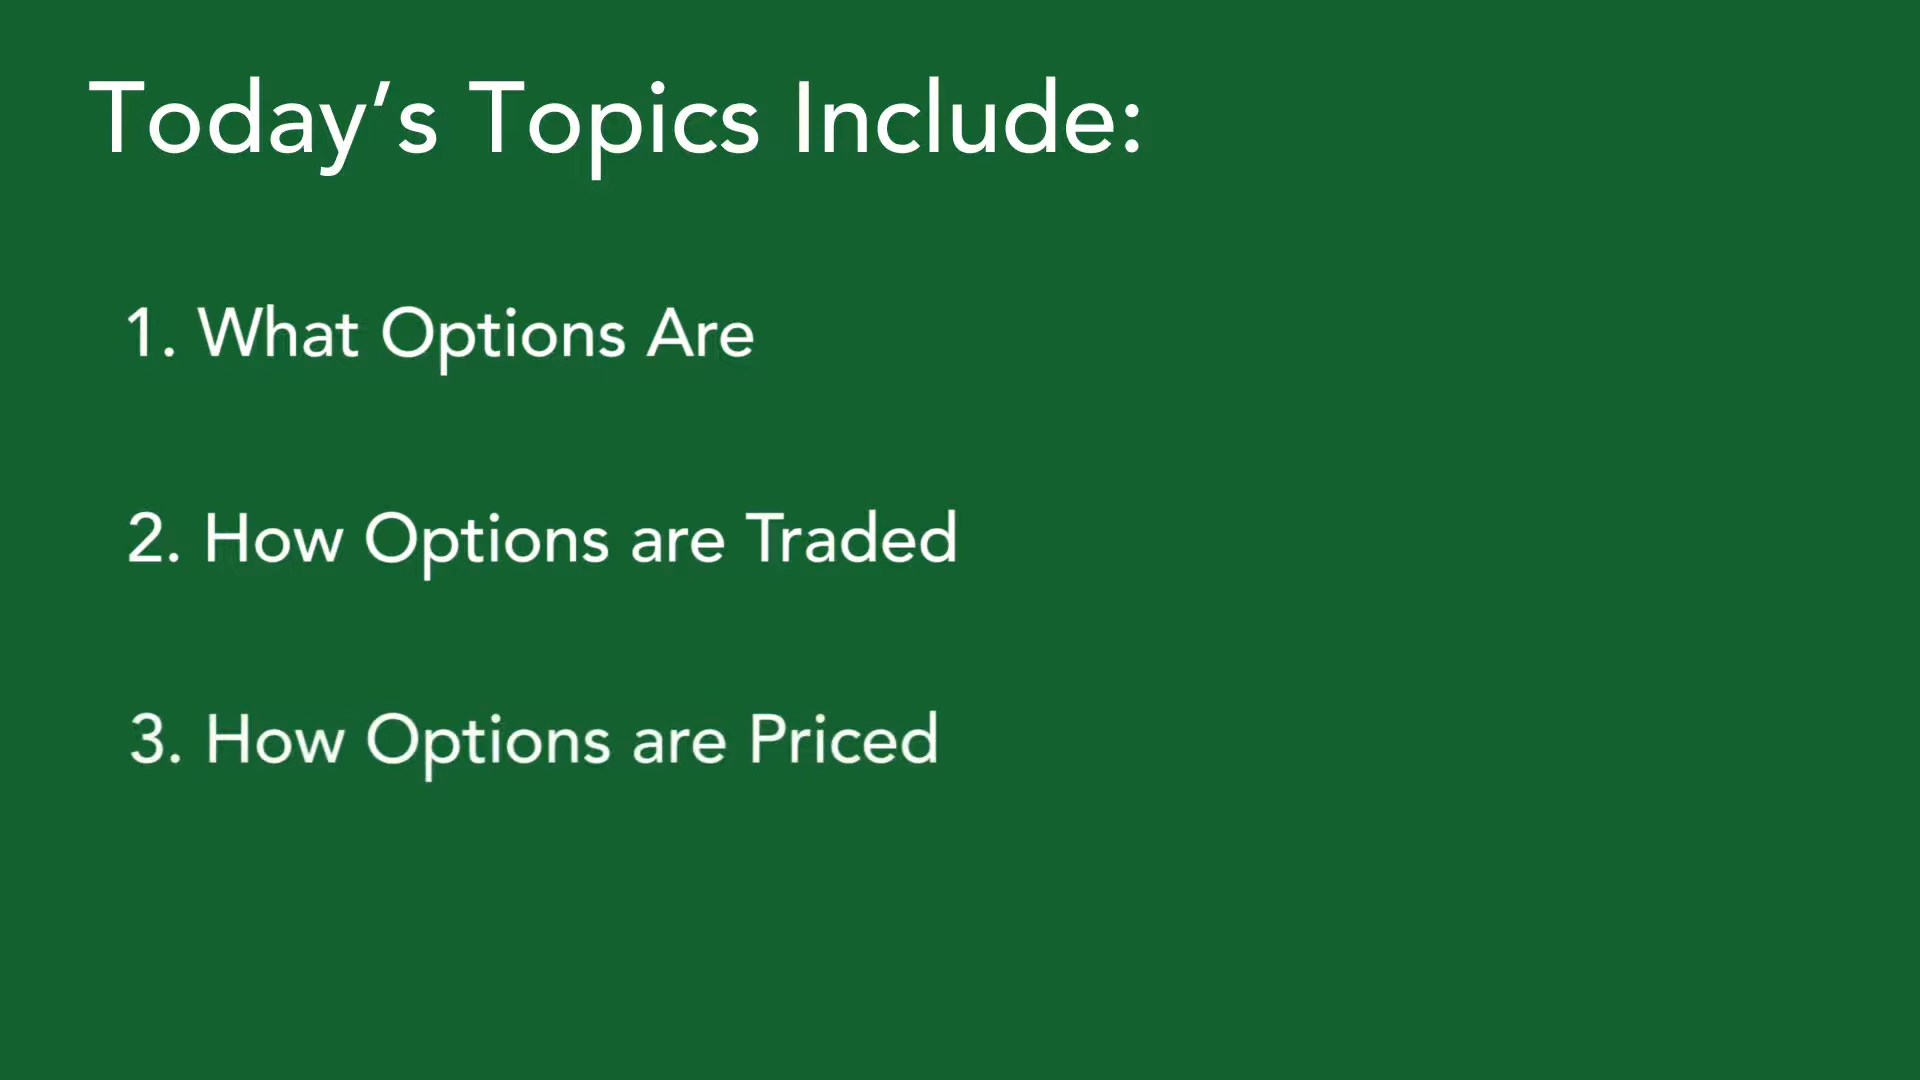 Today’s Topics Include:
1. What Options Are
2. How Options are Traded
3. How Options are Priced